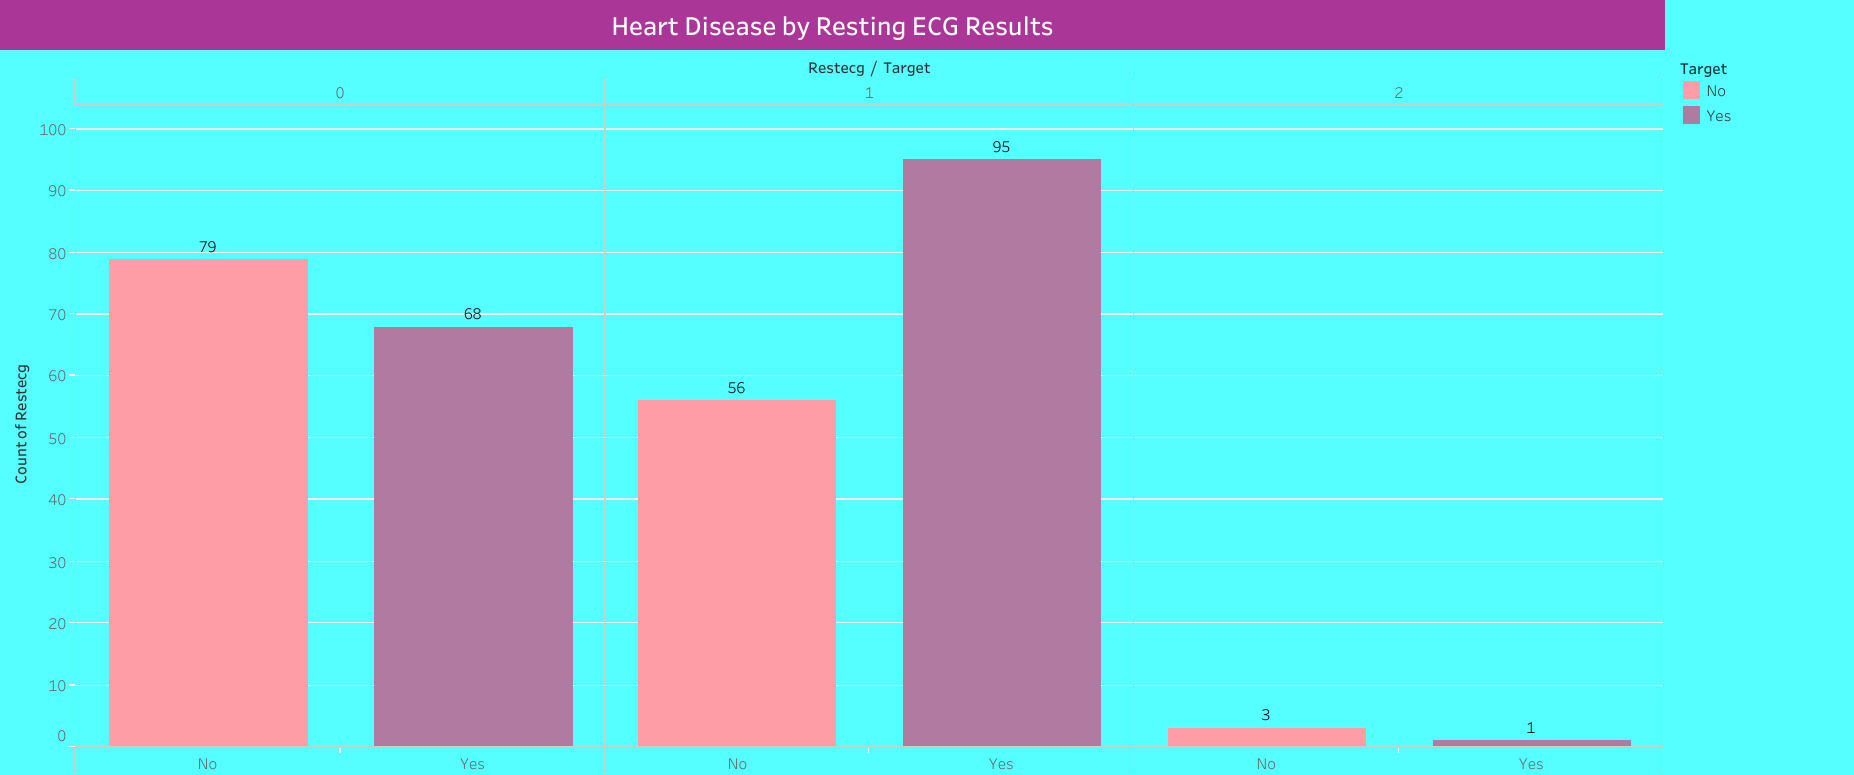 Heart Disease by Resting ECG Results
Restecg / Target
Target
0 1 2
No
Yes
100
90
80
70
60
50
40
30
20
10
0
Count of Restecg
79
68
56
95
3
1
No Yes No Yes No Yes